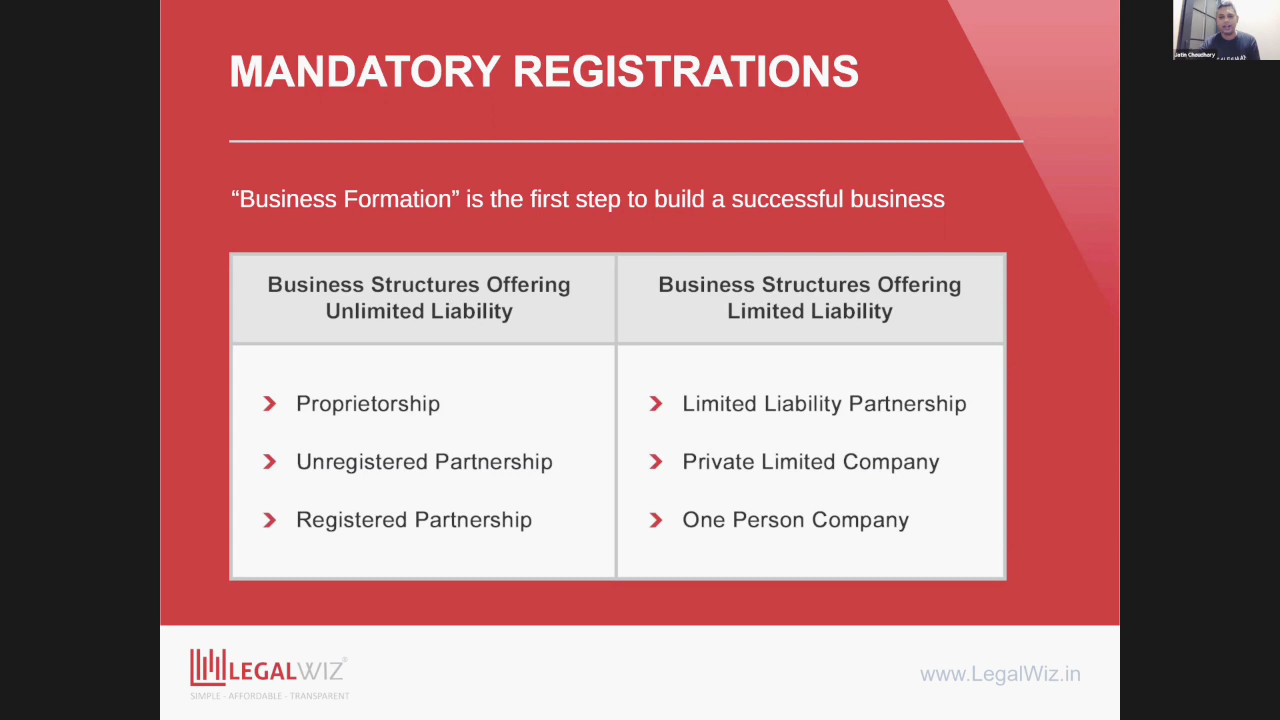 MANDATORY REGISTRATIONS
“Business Formation” is the first step to build a successful business
Business Structures Offering
Unlimited Liability
Business Structures Offering
Limited Liability
Proprietorship
Unregistered Partnership
Registered Partnership
Limited Liability Partnership
Private Limited Company
One Person Company
LEGALWIZ®
SIMPLE - AFFORDABLE - TRANSPARENT
www.LegalWiz.in
Jatin Chaudhary